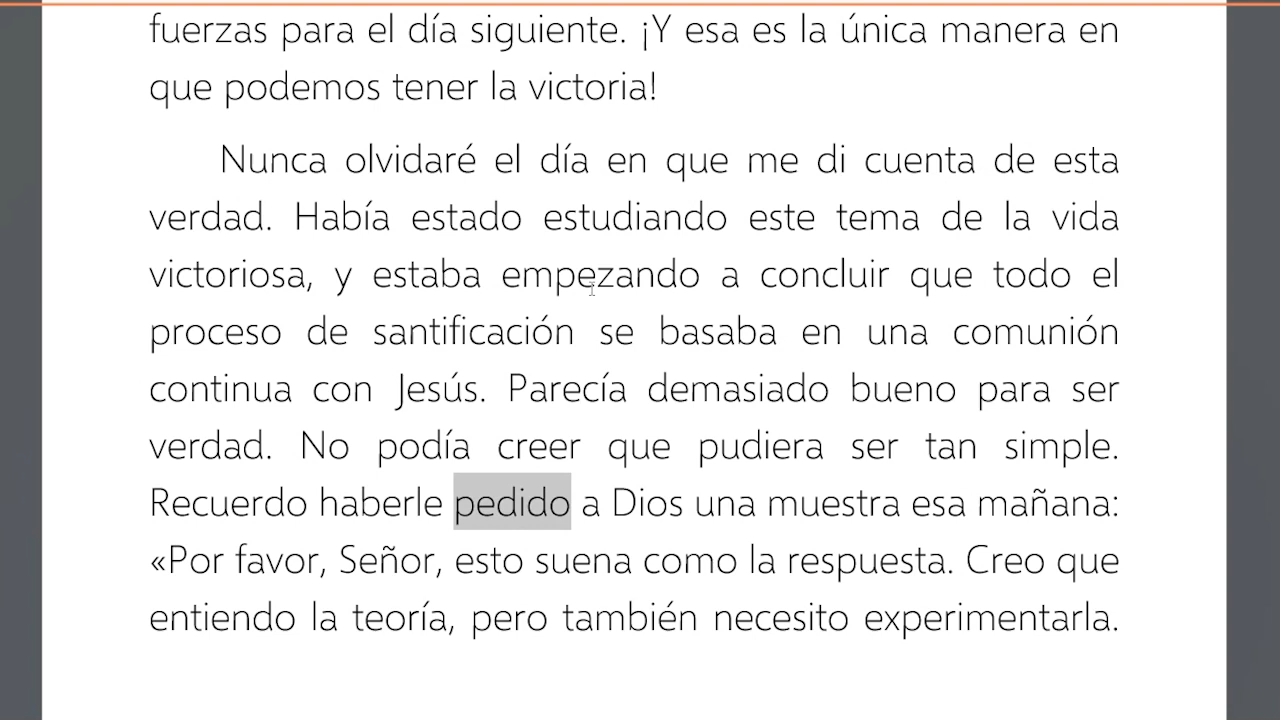 fuerzas para el día siguiente. ¡Y esa es la única manera en
que podemos tener la victoria!
Nunca olvidaré el día en que me di cuenta de esta
verdad. Había estado estudiando este tema de la vida
victoriosa, y estaba empezando a concluir que todo el
proceso de santificación se basaba en una comunión
continua con Jesús. Parecía demasiado bueno para ser
verdad. No podía creer que pudiera ser tan simple.
Recuerdo haberle pedido a Dios una muestra esa mañana:
«Por favor, Señor, esto suena como la respuesta. Creo que
entiendo la teoría, pero también necesito experimentarla.